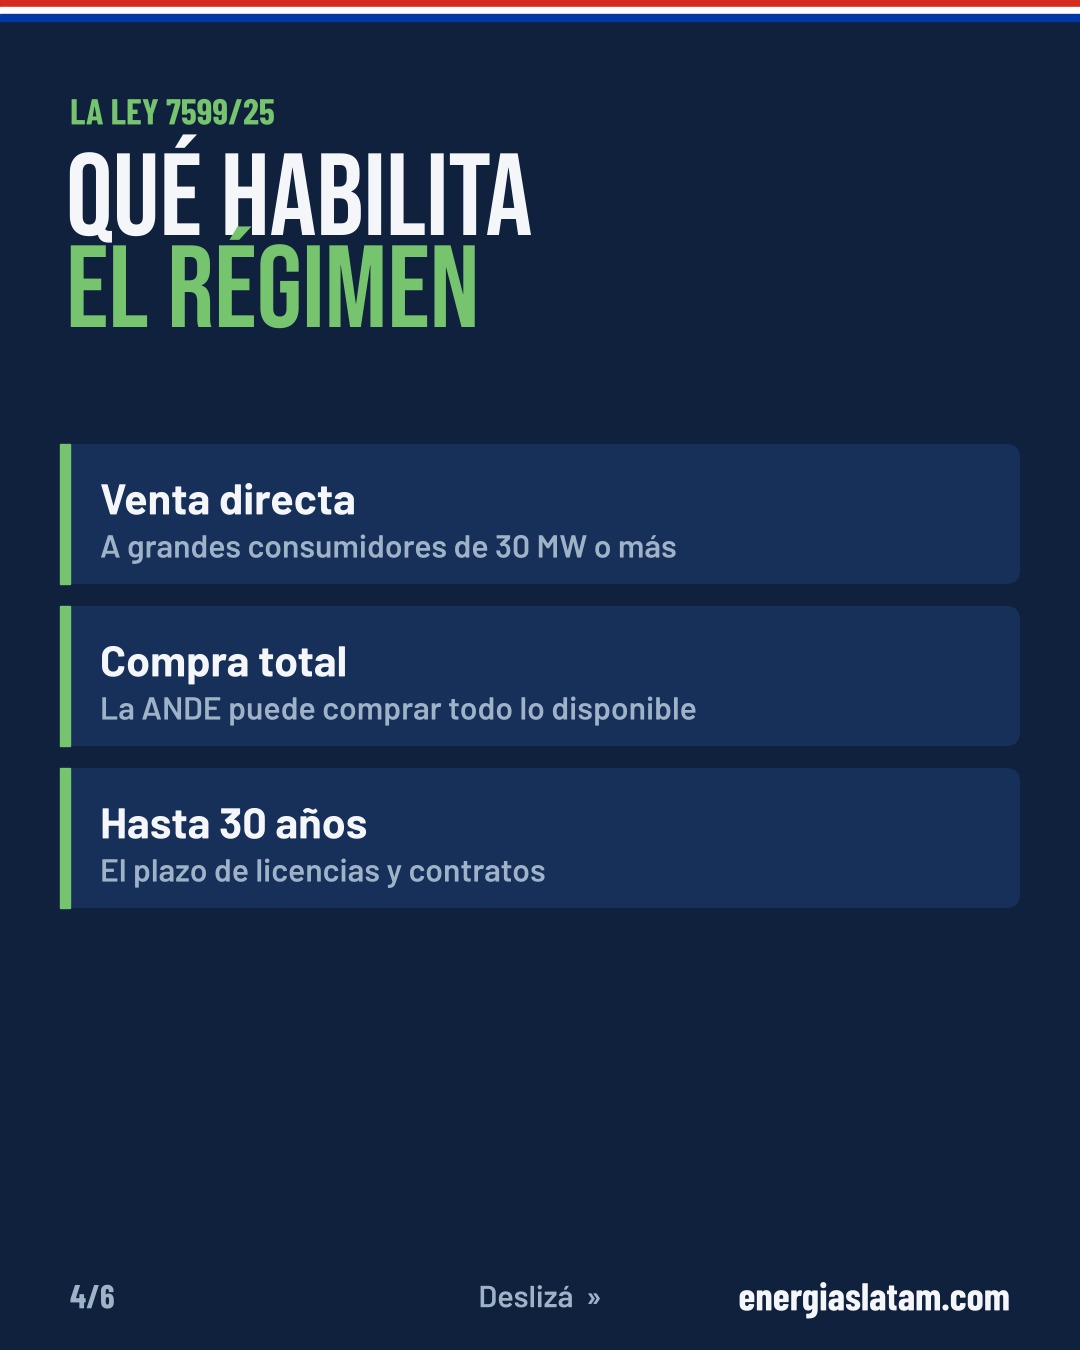 LA LEY 7599/25
QUÉ HABILITA
EL RÉGIMEN
Venta directa
A grandes consumidores de 30 MW o más
Compra total
La ANDE puede comprar todo lo disponible
Hasta 30 años
El plazo de licencias y contratos
4/6
Deslizá »
energiaslatam.com